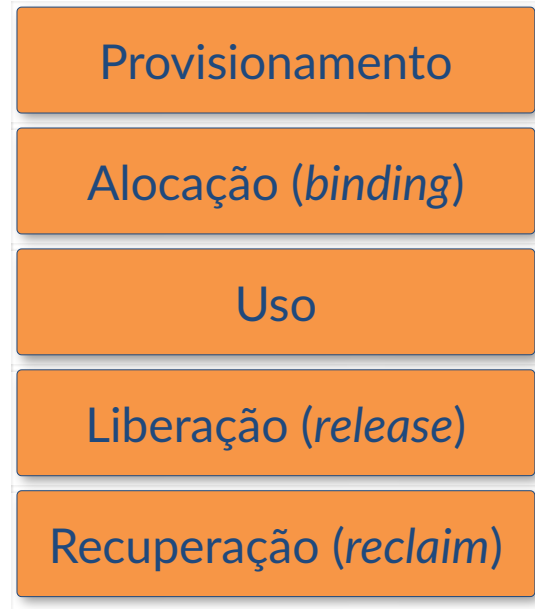 Provisionamento
Alocação (binding)
Uso
Liberação (release)
Recuperação (reclaim)